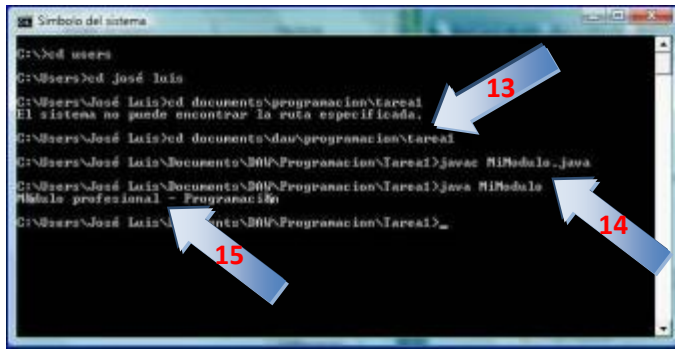 Símbolo del sistema
C:\>cd users
C:\Users>cd josé luis
C:\Users\José Luis>cd documents\programacion\tarea1
El sistema no puede encontrar la ruta especificada.
C:\Users\José Luis>cd documents\daw\programacion\tarea1
C:\Users\José Luis\Documents\DAW\Programacion\Tarea1>javac MiModulo.java
C:\Users\José Luis\Documents\DAW\Programacion\Tarea1>java MiModulo
profesional - 
C:\Users\José Luis\ \DAW\Programacion\Tarea1>_
13
14
15